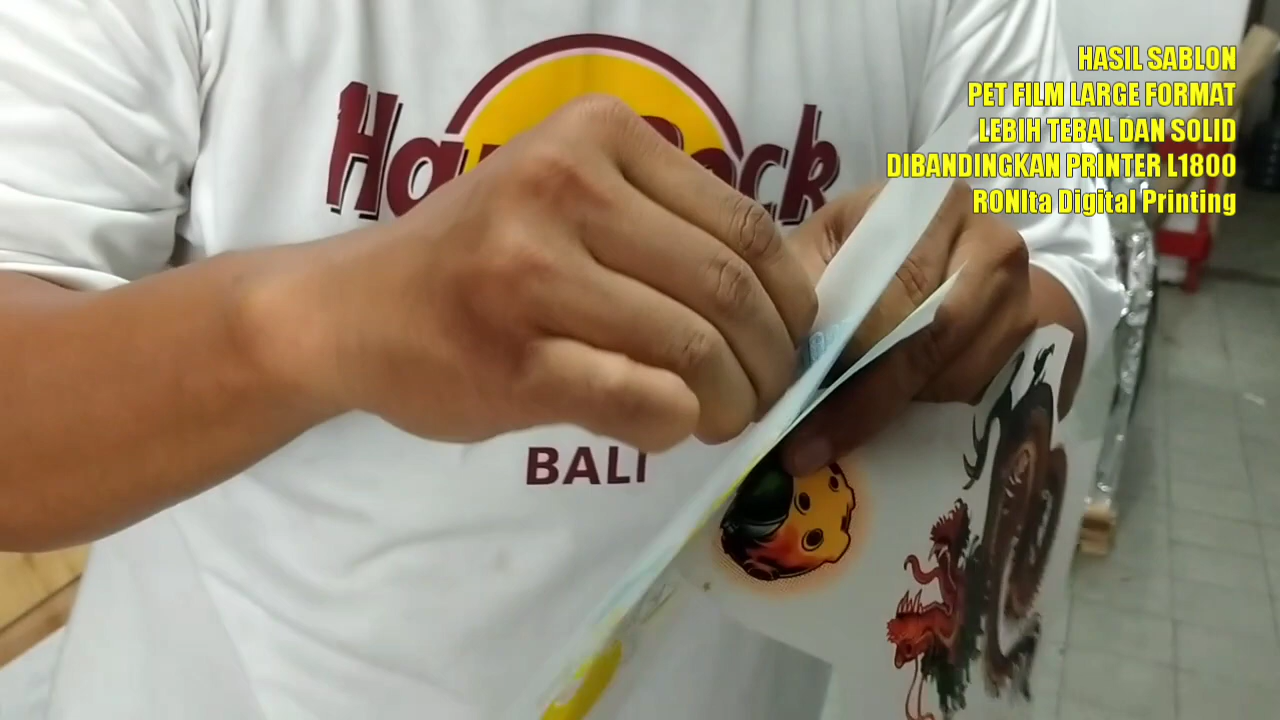 HASIL SABLON
PET FILM LARGE FORMAT
LEBIH TEBAL DAN SOLID
DIBANDINGKAN PRINTER L1800
RONIta Digital Printing
BALI